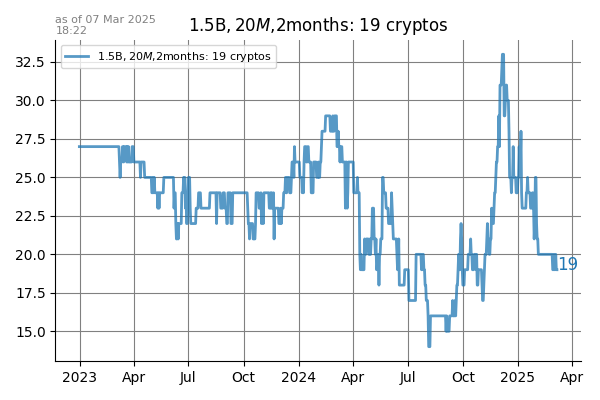 as of 07 Mar 2025
18:22
1.5B, 20M,2months: 19 cryptos
1.5B, 20M,2months: 19 cryptos
32.5
30.0
27.5
25.0
22.5
20.0
17.5
15.0
19
2023 Apr Jul Oct 2024 Apr Jul Oct 2025 Apr